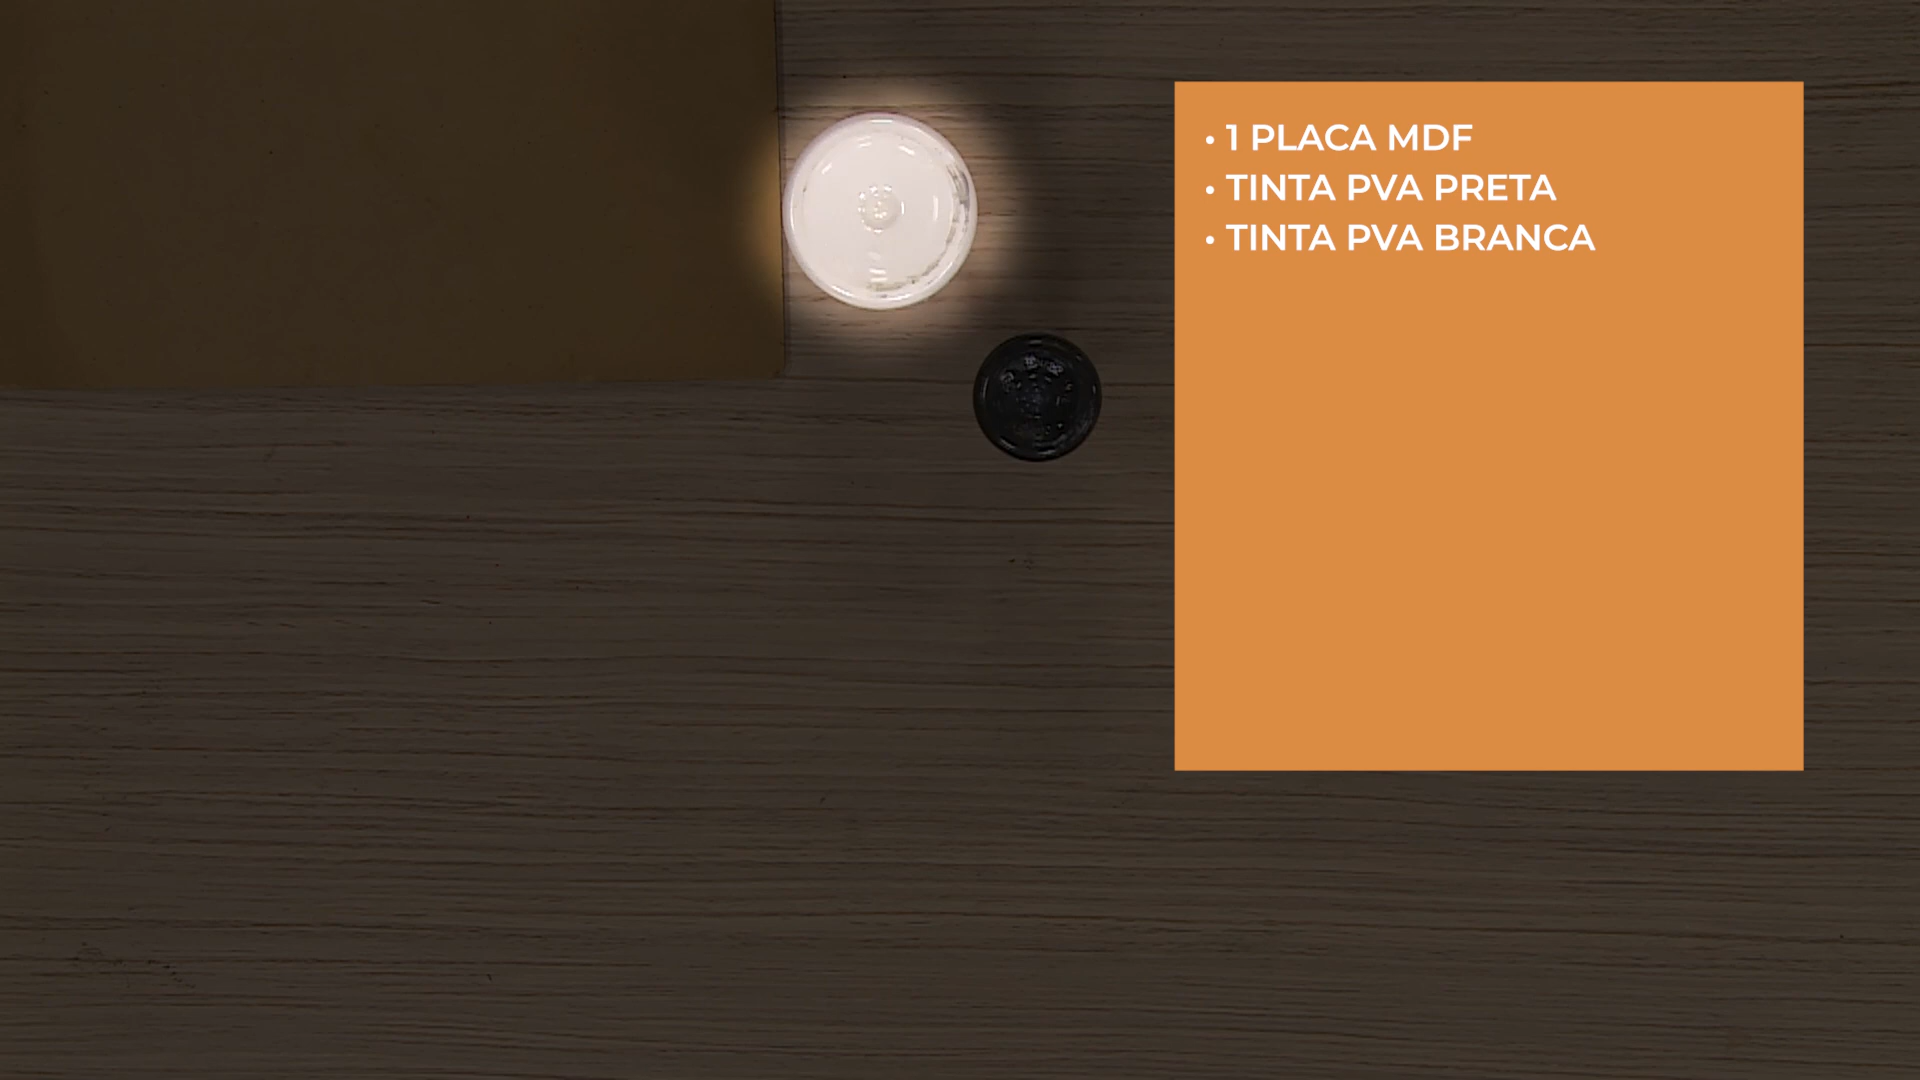 • 1 PLACA MDF
• TINTA PVA PRETA
• TINTA PVA BRANCA